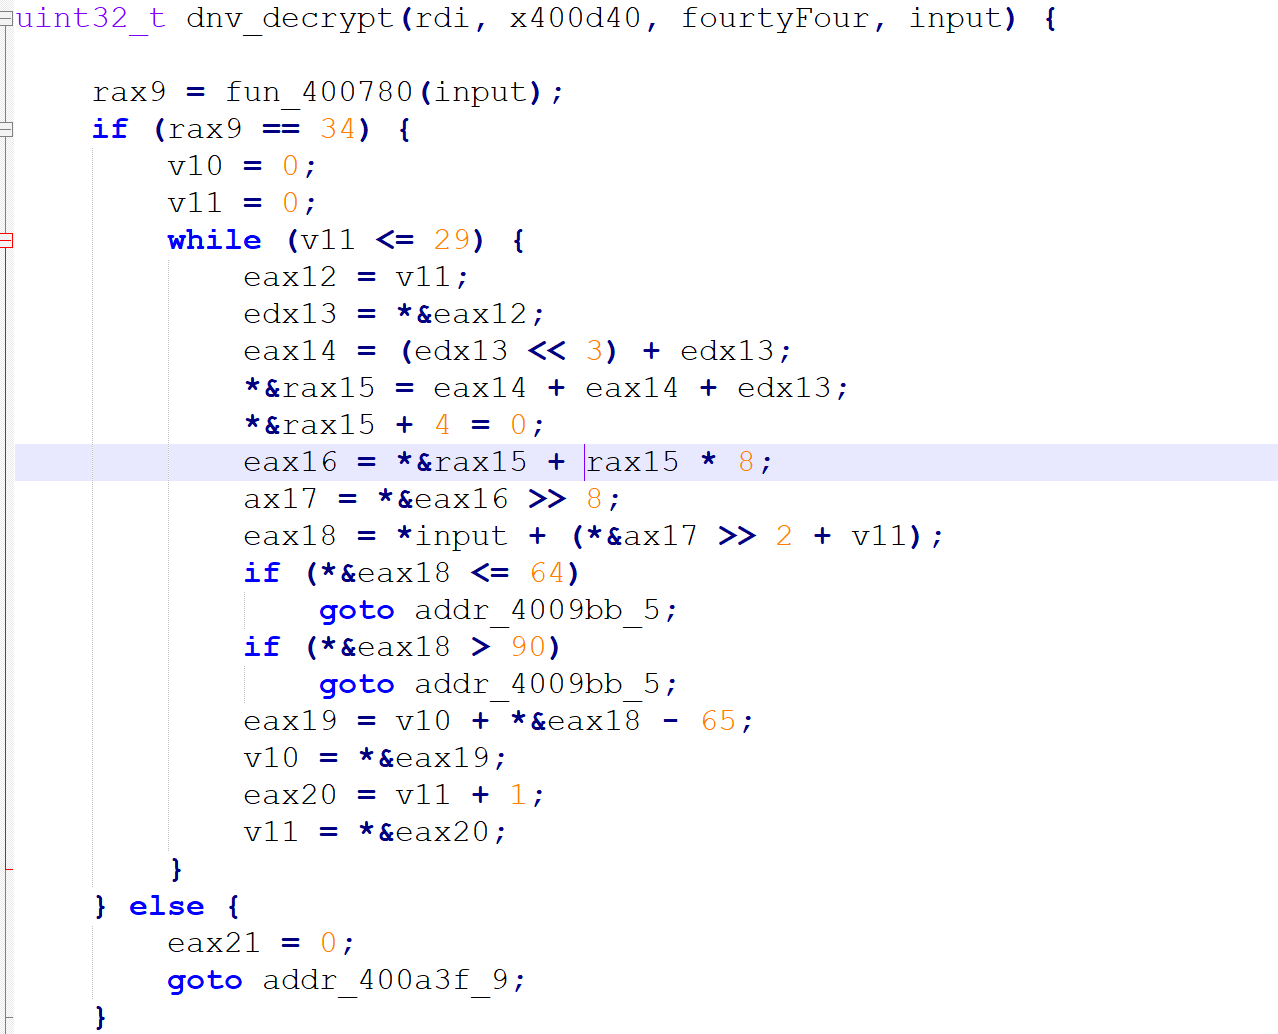 uint32_t dnv_decrypt(rdi, x400d40, fourtyFour, input) {
rax9 = fun_400780(input);
if (rax9 == 34) {
v10 = 0;
v11 = 0;
while (v11 <= 29) {
eax12 = v11;
edx13 = *&eax12;
eax14 = (edx13 << 3) + edx13;
*&rax15 = eax14 + eax14 + edx13;
*&rax15 + 4 = 0;
eax16 = *&rax15 + rax15 * 8;
ax17 = *&eax16 >> 8;
eax18 = *input + (*&ax17 >> 2 + v11);
if (*&eax18 <= 64)
goto addr_4009bb_5;
if (*&eax18 > 90)
goto addr_4009bb_5;
eax19 = v10 + *&eax18 - 65;
v10 = *&eax19;
eax20 = v11 + 1;
v11 = *&eax20;
}
} else {
eax21 = 0;
goto addr_400a3f_9;
}